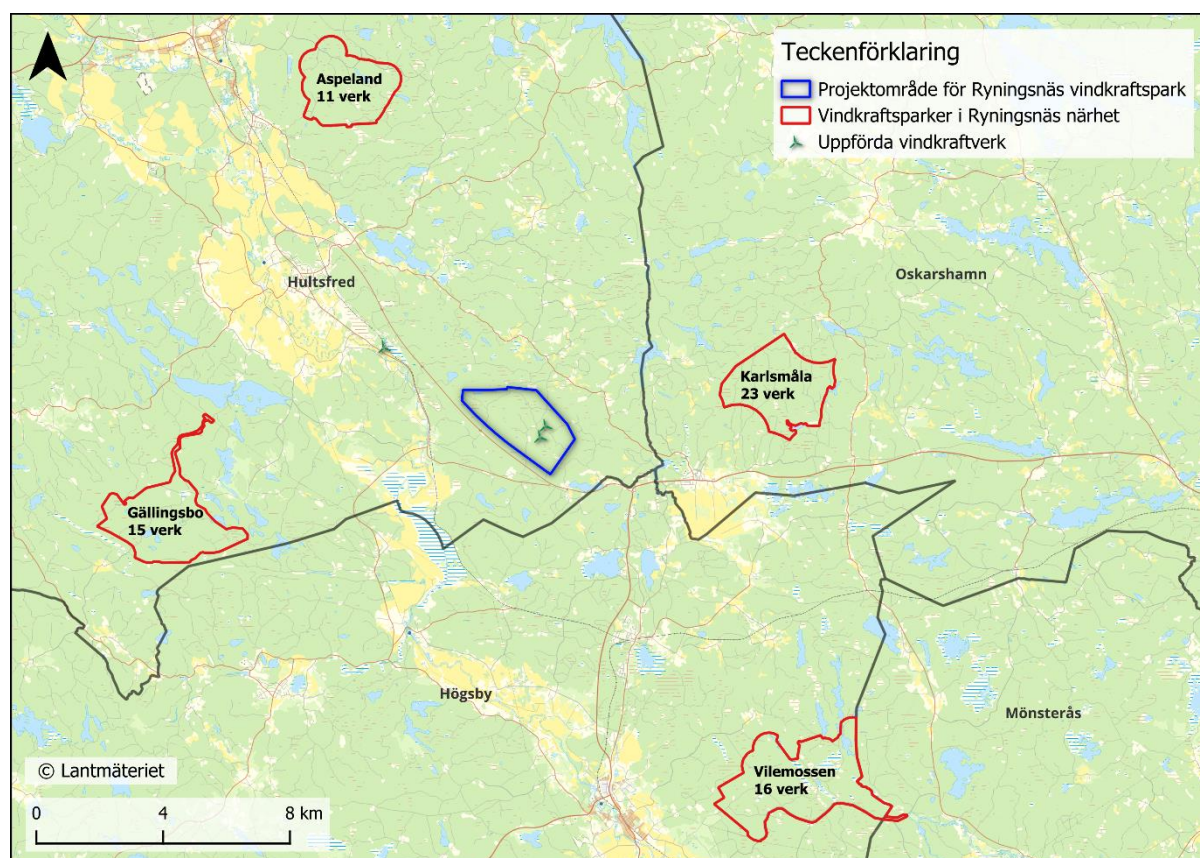 Teckenförklaring
Projektområde för Ryningsnäs vindkraftspark
Vindkraftsparker i Ryningsnäs närhet
Uppförda vindkraftverk
Aspeland
11 verk
Hultsfred
Oskarshamn
Karlsmåla
23 verk
Gällingsbo
15 verk
Högsby
Mönsterås
Vilemossen
16 verk
© Lantmäteriet
0 4 8 km